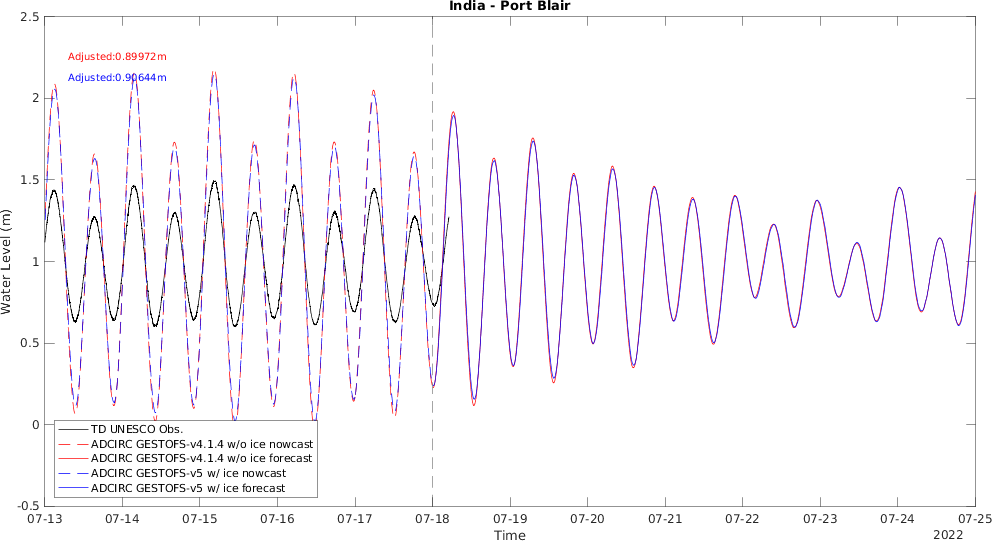 India - Port Blair
Adjusted:0.89972m
Adjusted:0.90644m
Water Level (m)
2.5
2
1.5
1
0.5
0
-0.5
TD UNESCO Obs.
ADCIRC GESTOFS-v4.1.4 w/o ice nowcast
ADCIRC GESTOFS-v4.1.4 w/o ice forecast
ADCIRC GESTOFS-v5 w/ ice nowcast
ADCIRC GESTOFS-v5 w/ ice forecast
07-13 07-14 07-15 07-16 07-17 07-18 07-19 07-20 07-21 07-22 07-23 07-24 07-25
Time
2022